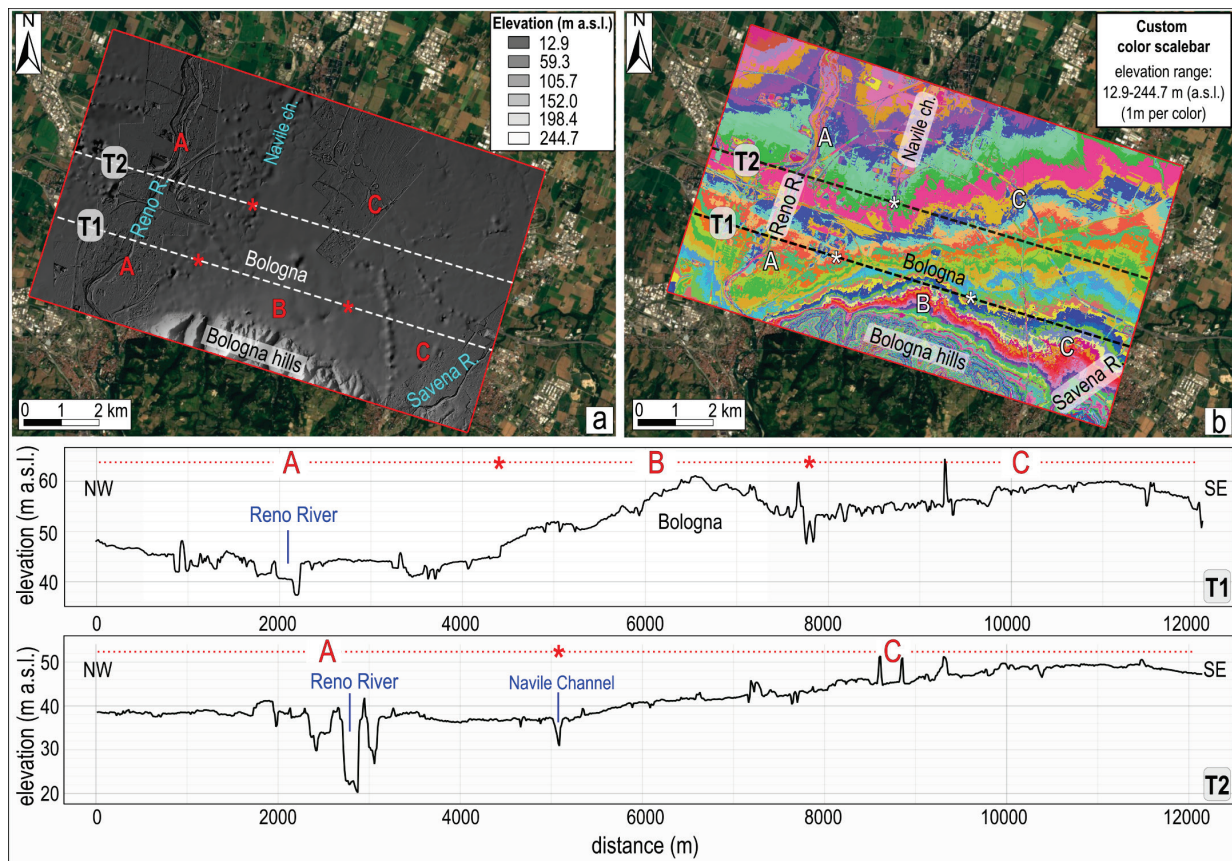 N
Elevation (m a.s.l.)
12.9
59.3
105.7
152.0
198.4
244.7
A
Navile ch.
T2
Reno R.
*
C
T1
A
*
Bologna
B
*
C
Bologna hills
Savena R.
0 1 2 km
a
N
Custom
color scalebar
elevation range:
12.9-244.7 m (a.s.l.)
(1m per color)
A
Navile ch.
T2
Reno R.
*
C
T1
A
*
Bologna
*
B
C
Bologna hills
Savena R.
0 1 2 km
b
A * B * C
60
NW SE
Reno River
Bologna
50
40
elevation (m a.s.l.)
T1
0 2000 4000 6000 8000 10000 12000
A * C
50
NW SE
Reno River
Navile Channel
40
30
20
elevation (m a.s.l.)
T2
0 2000 4000 6000 8000 10000 12000
distance (m)